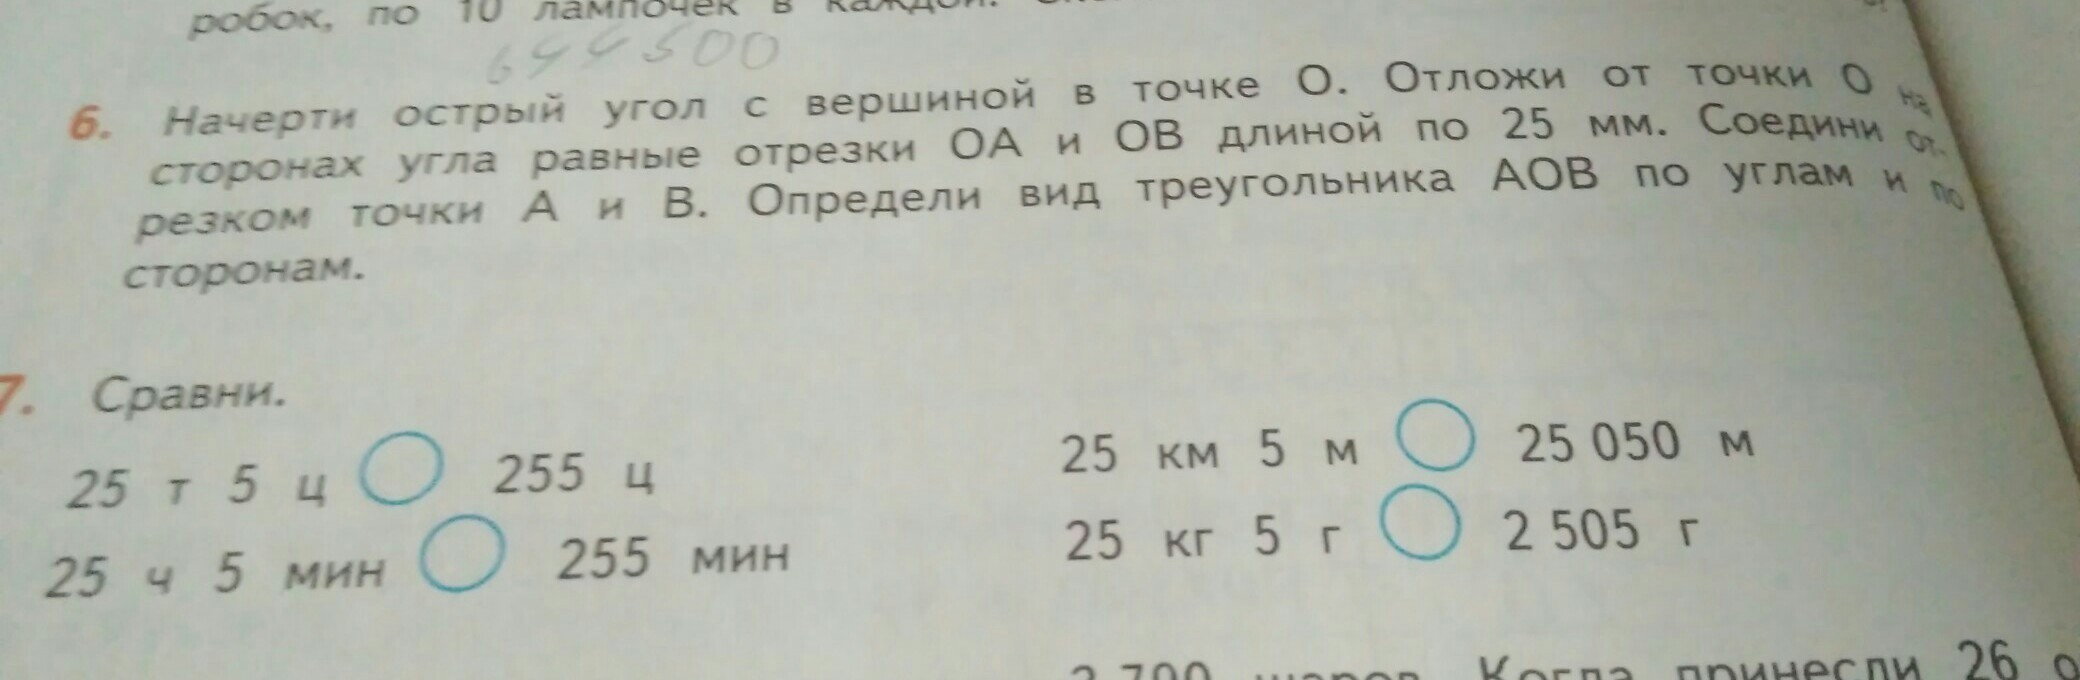 робок, по 10 лампочек в каждой.
644500
6. Начерти острый угол с вершиной в точке О. Отложи от точки О на
сторонах угла равные отрезки ОА и ОВ длиной по 25 мм. Соедини от-
резком точки А и В. Определи вид треугольника АОВ по углам и по
сторонам.
7. Сравни.
25 т 5 ц 255 ц
25 км 5 м 25 050 м
25 ч 5 мин 255 мин
25 кг 5 г 2 505 г
2 700 шаров. Когда принесли 26